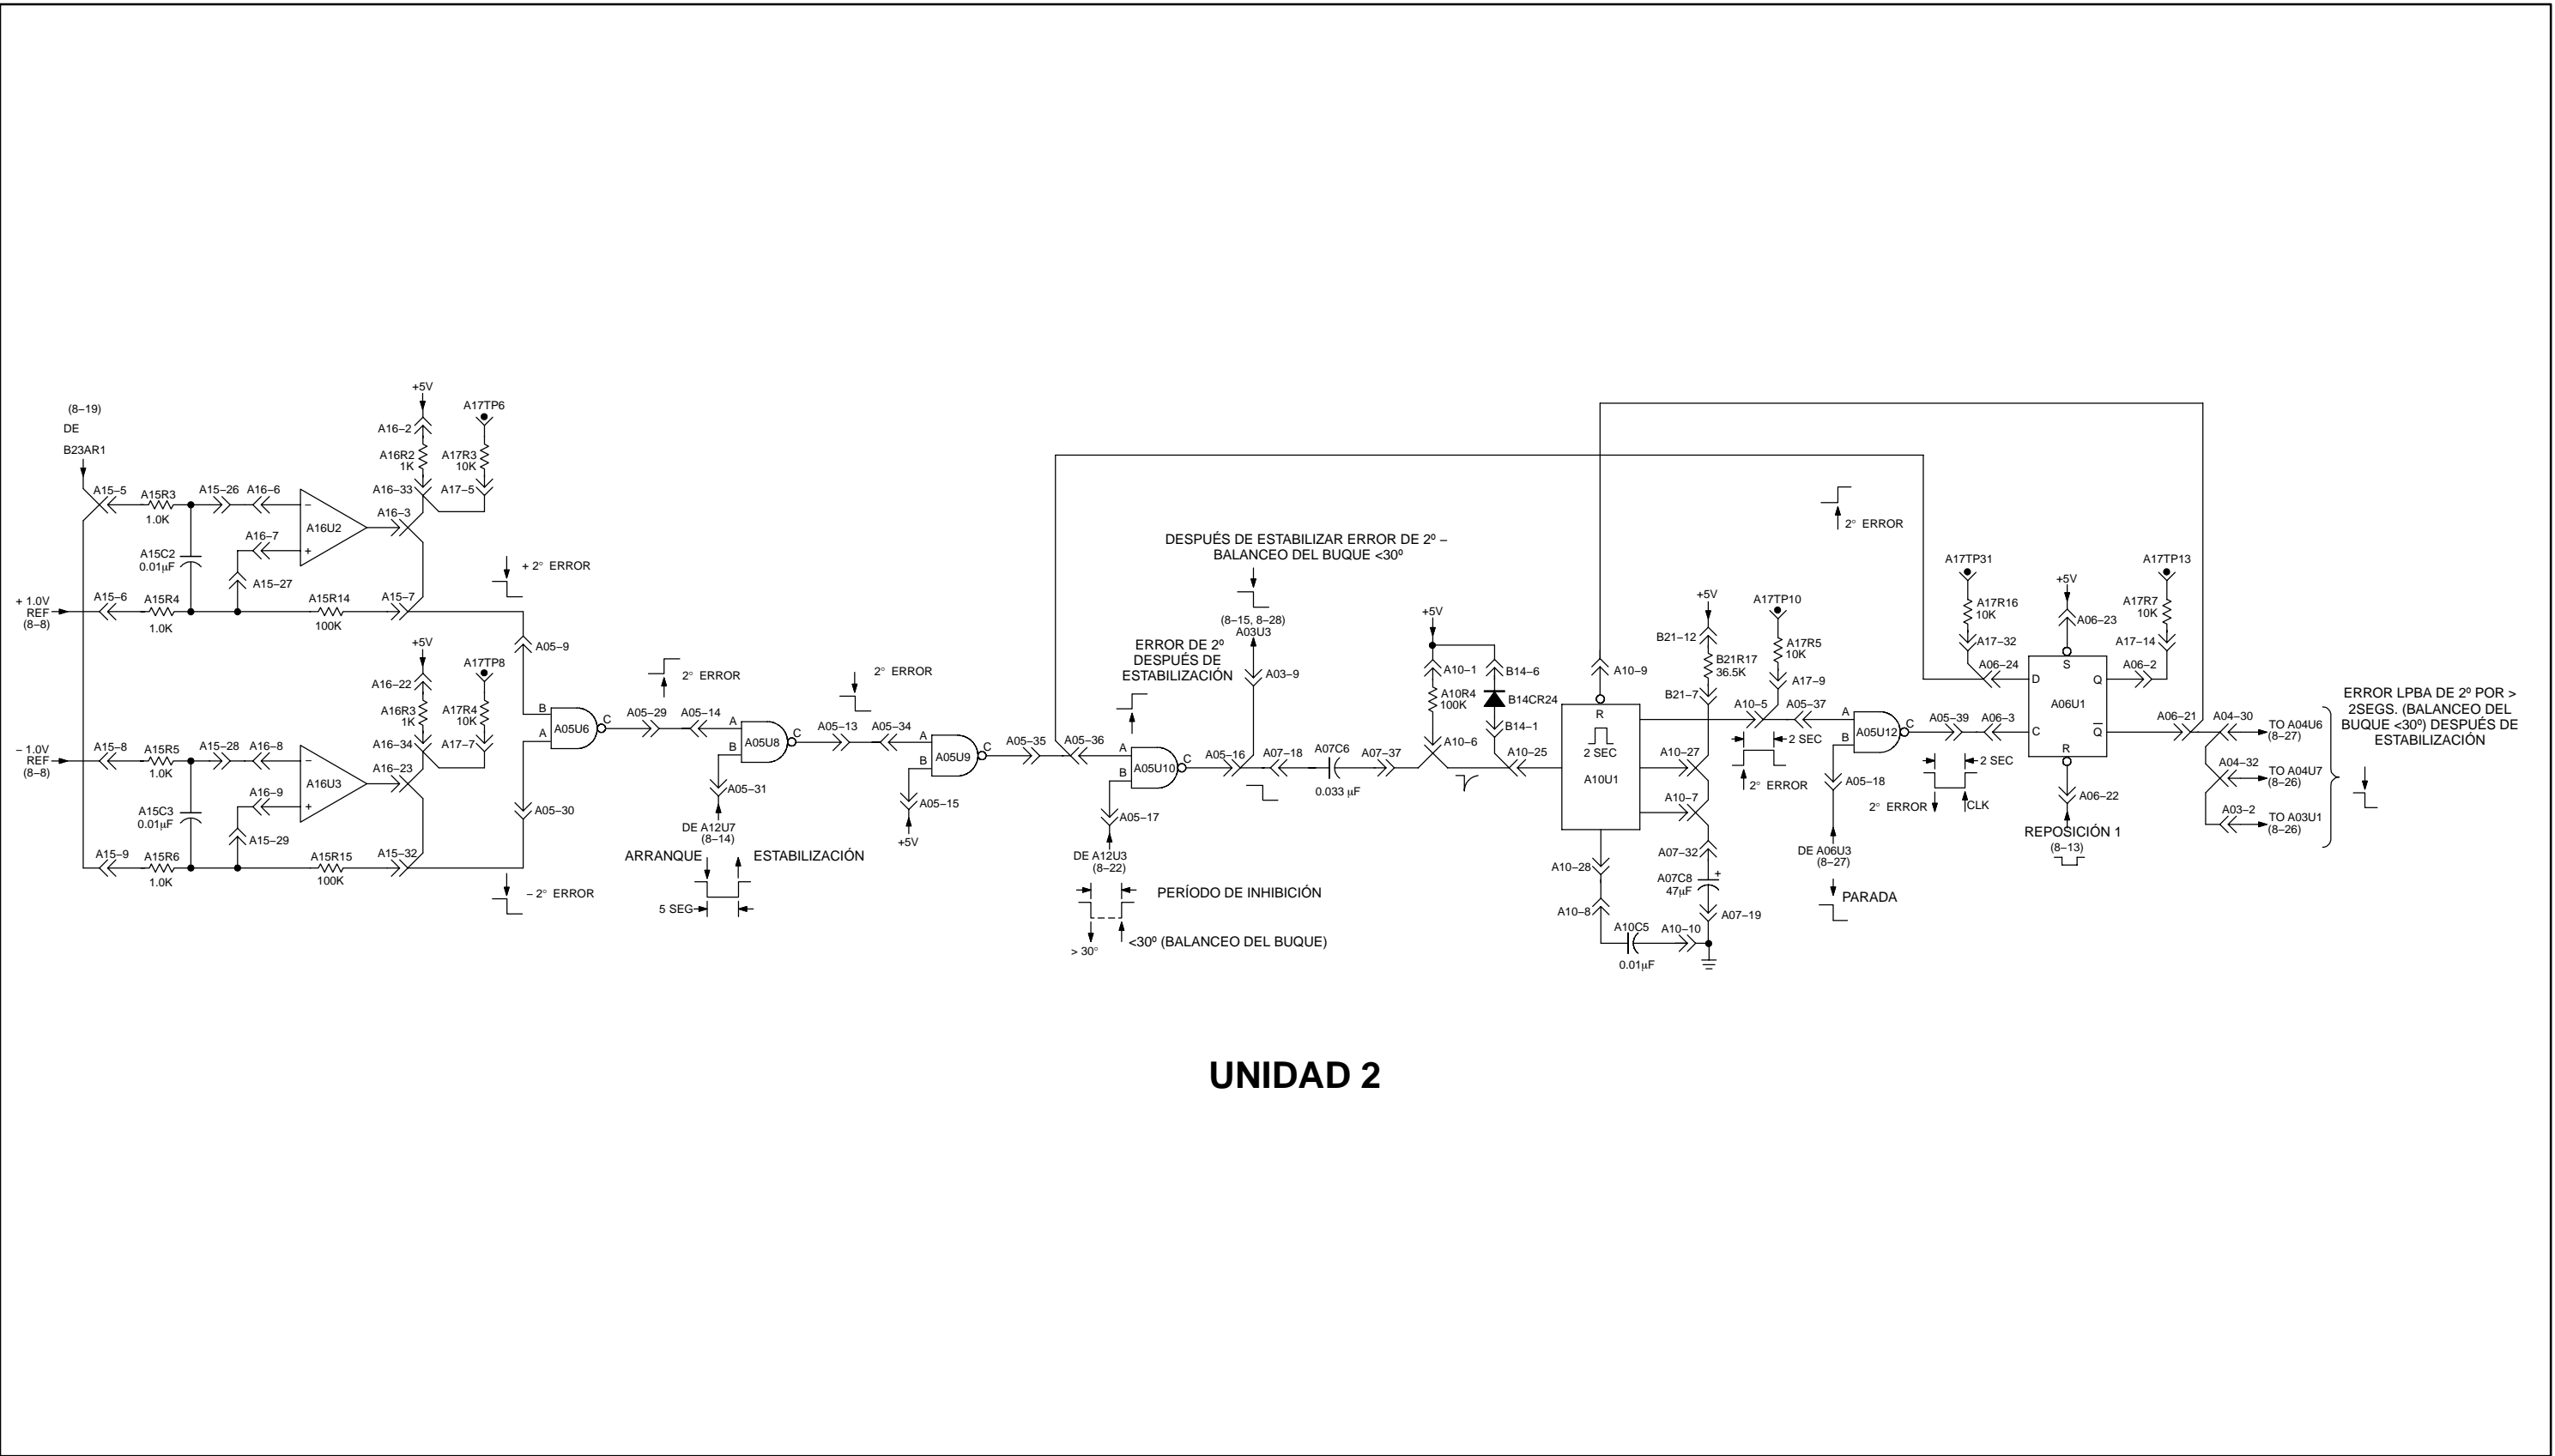 (8–19)
DE
B23AR1
A15–5
A15R3
1.0K
A15–26
A16–6
–
A16U2
+
A16–7
A15C2
0.01µF
A15–27
+ 1.0V
REF
(8–8)
A15–6
A15R4
1.0K
A15R14
100K
A15–7
+5V
A16–2
A16R2
1K
A16–33
A16–3
A17TP6
A17R3
10K
A17–5
+ 2° ERROR
A05–9
– 1.0V
REF
(8–8)
A15–8
A15R5
1.0K
A15–28
A16–8
–
A16U3
+
A16–9
A15C3
0.01µF
A15–29
A15–9
A15R6
1.0K
A15R15
100K
A15–32
+5V
A16–22
A16R3
1K
A16–34
A16–23
A17TP8
A17R4
10K
A17–7
– 2° ERROR
A05–30
B
A
A05U6
C
A05–29
A05–14
2° ERROR
A
B
A05U8
C
A05–31
DE A12U7
(8–14)
ARRANQUE
ESTABILIZACIÓN
5 SEG
A05–13
A05–34
2° ERROR
A
B
A05U9
C
A05–15
+5V
A05–35
A05–36
ERROR DE 2º
DESPUÉS DE
ESTABILIZACIÓN
A
B
A05U10
C
A05–17
DE A12U3
(8–22)
PERÍODO DE INHIBICIÓN
> 30°
<30º (BALANCEO DEL BUQUE)
DESPUÉS DE ESTABILIZAR ERROR DE 2º –
BALANCEO DEL BUQUE <30º
(8–15, 8–28)
A03U3
A03–9
A05–16
A07–18
A07C6
0.033 µF
A07–37
+5V
A10–1
A10R4
100K
A10–6
B14–6
B14CR24
B14–1
A10–25
A10–9
R
2 SEC
A10U1
A10–28
A10–8
A10C5
0.01µF
A10–10
+5V
B21–12
B21R17
36.5K
B21–7
A10–27
A10–7
A07–32
+
A07C8
47µF
A07–19
A17TP10
A17R5
10K
A17–9
A10–5
A05–37
2 SEC
2° ERROR
2° ERROR
A
B
A05U12
C
A05–18
DE A06U3
(8–27)
PARADA
A05–39
A06–3
2 SEC
2° ERROR
CLK
A17TP31
A17R16
10K
A17–32
A06–24
+5V
A06–23
S
D
Q
A06U1
C
Q
R
A06–22
REPOSICIÓN 1
(8–13)
A17TP13
A17R7
10K
A17–14
A06–2
A06–21
A04–30
TO A04U6
(8–27)
A04–32
TO A04U7
(8–26)
A03–2
TO A03U1
(8–26)
ERROR LPBA DE 2º POR >
2SEGS. (BALANCEO DEL
BUQUE <30º) DESPUÉS DE
ESTABILIZACIÓN
UNIDAD 2